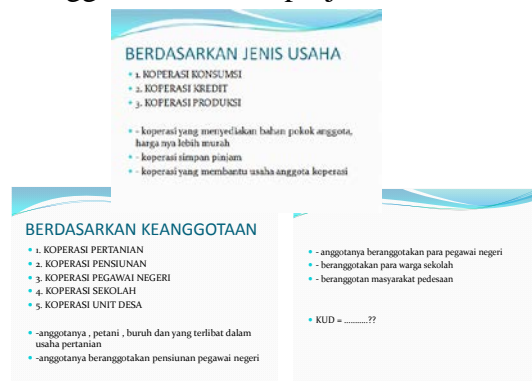 BERDASARKAN JENIS USAHA
1. KOPERASI KONSUMSI
2. KOPERASI KREDIT
3. KOPERASI PRODUKSI
- koperasi yang menyediakan bahan pokok anggota,
harga nya lebih murah
- koperasi simpan pinjam
- koperasi yang membantu usaha anggota koperasi
BERDASARKAN KEANGGOTAAN
1. KOPERASI PERTANIAN
2. KOPERASI PENSIUNAN
3. KOPERASI PEGAWAI NEGERI
4. KOPERASI SEKOLAH
5. KOPERASI UNIT DESA
-anggotanya , petani , buruh dan yang terlibat dalam
usaha pertanian
-anggotanya beranggotakan pensiunan pegawai negeri
- anggotanya beranggotakan para pegawai negeri
- beranggotakan para warga sekolah
- beranggotan masyarakat pedesaan
KUD = ...........??